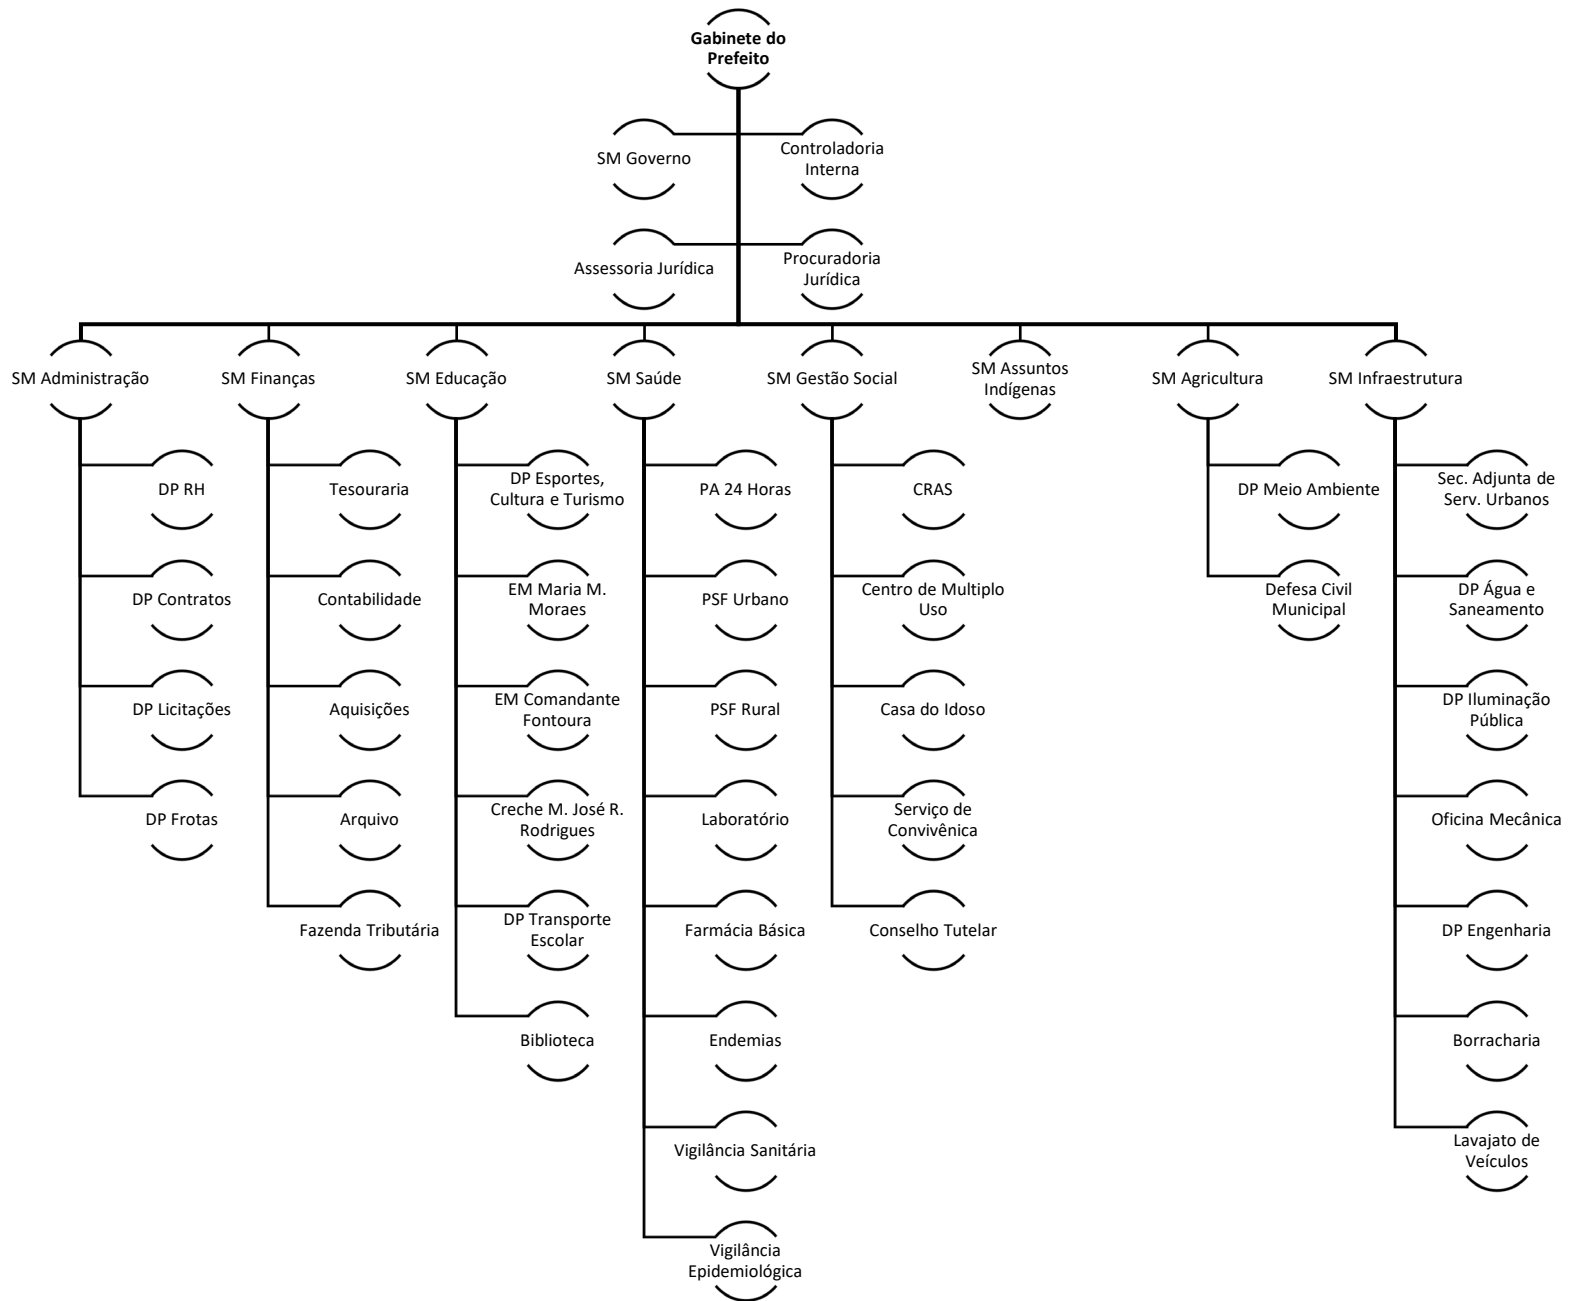 Gabinete do
Prefeito
SM Governo
Controladoria
Interna
Assessoria Jurídica
Procuradoria
Jurídica
SM Administração
DP RH
DP Contratos
DP Licitações
DP Frotas
SM Finanças
Tesouraria
Contabilidade
Aquisições
Arquivo
Fazenda Tributária
SM Educação
DP Esportes,
Cultura e Turismo
EM Maria M.
Moraes
EM Comandante
Fontoura
Creche M. José R.
Rodrigues
DP Transporte
Escolar
Biblioteca
SM Saúde
PA 24 Horas
PSF Urbano
PSF Rural
Laboratório
Farmácia Básica
Endemias
Vigilância Sanitária
Vigilância
Epidemiológica
SM Gestão Social
CRAS
Centro de Multiplo
Uso
Casa do Idoso
Serviço de
Convivênica
Conselho Tutelar
SM Assuntos
Indígenas
SM Agricultura
DP Meio Ambiente
Defesa Civil
Municipal
SM Infraestrutura
Sec. Adjunta de
Serv. Urbanos
DP Água e
Saneamento
DP Iluminação
Pública
Oficina Mecânica
DP Engenharia
Borracharia
Lavajato de
Veículos